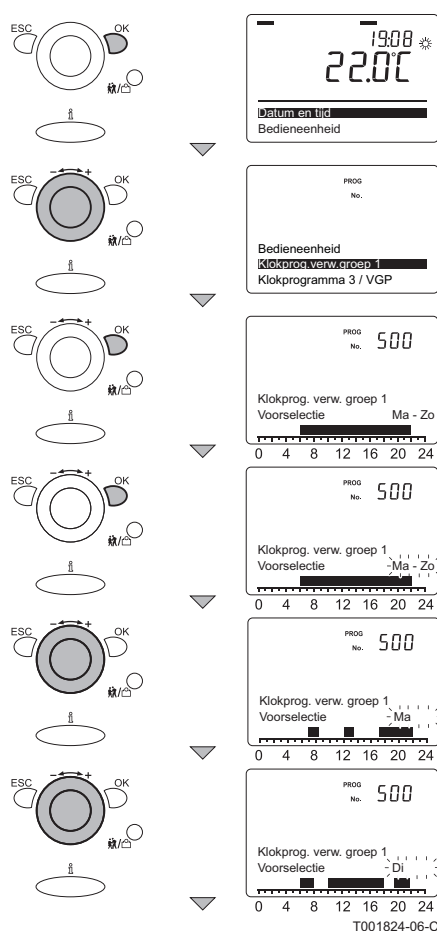 ESC OK
19:08
22.0°C
Datum en tijd
Bedieneenheid
ESC - + OK
PROG
No.
Bedieneenheid
Klokprog.verw.groep 1
Klokprogramma 3 / VGP
ESC - + OK
PROG
No. 500
Klokprog. verw. groep 1
Voorselectie Ma - Zo
0 4 8 12 16 20 24
ESC - + OK
PROG
No. 500
Klokprog. verw. groep 1
Voorselectie Ma - Zo
0 4 8 12 16 20 24
ESC - + OK
PROG
No. 500
Klokprog. verw. groep 1
Voorselectie Ma
0 4 8 12 16 20 24
ESC - + OK
PROG
No. 500
Klokprog. verw. groep 1
Voorselectie Di
0 4 8 12 16 20 24
T001824-06-C